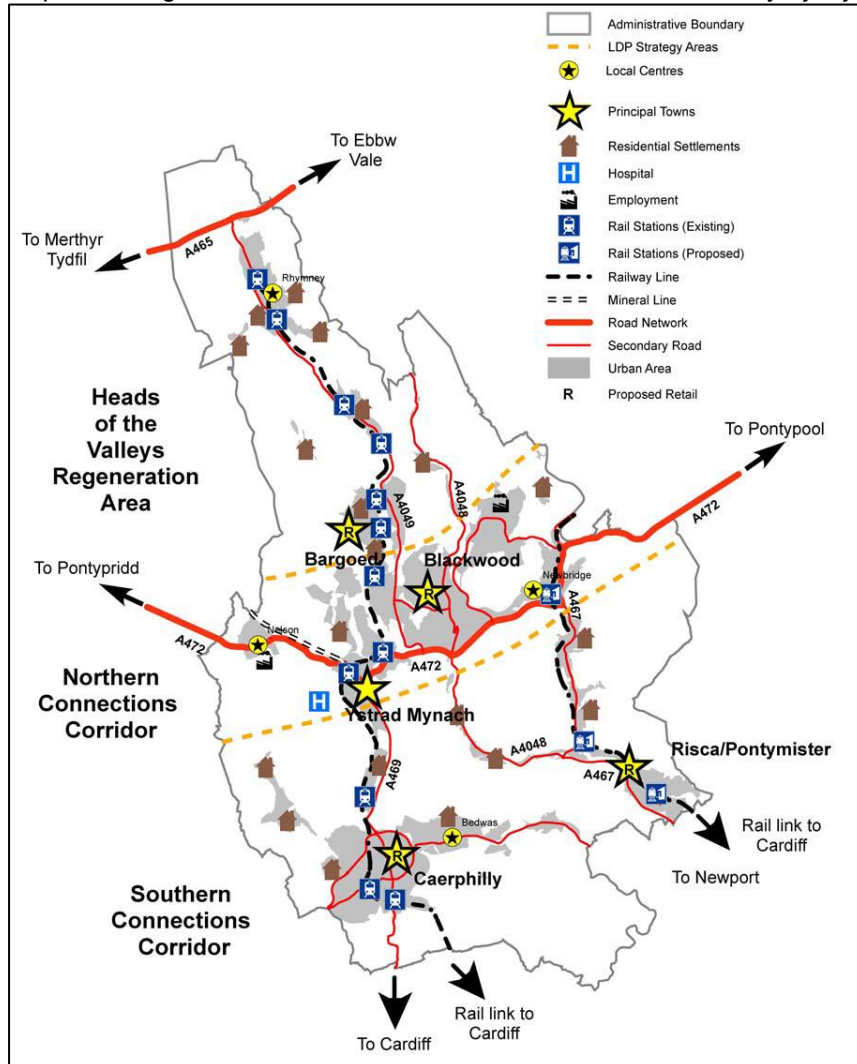 Administrative Boundary
LDP Strategy Areas
Local Centres
Principal Towns
Residential Settlements
H
Hospital
Employment
Rail Stations (Existing)
Rail Stations (Proposed)
Railway Line
Mineral Line
Road Network
Secondary Road
Urban Area
R
Proposed Retail
To Ebbw
Vale
To Merthyr
Tydfil
A465
Rhymney
Heads
of the
Valleys
Regeneration
Area
To Pontypool
A472
A4049
A4048
R
Bargoed
Blackwood
R
Newbridge
A467
To Pontypridd
A472
Nelson
A472
Northern
Connections
Corridor
H
Ystrad Mynach
A469
A4048
Risca/Pontymister
R
A467
Rail link to
Cardiff
To Newport
Bedwas
R
Caerphilly
Southern
Connections
Corridor
To Cardiff
Rail link to
Cardiff